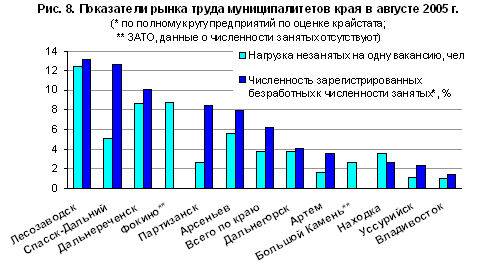 Рис. 8. Показатели рынка труда муниципалитетов края в августе 2005 г.
(* по полному кругу предприятий по оценке крайстата;
** ЗАТО, данные о численности занятых отсутствуют)
Нагрузка незанятых на одну вакансию, чел
Численность зарегистрированных
безработных к численности занятых*, %
14
12
10
8
6
4
2
0
Лесозаводск
Спасск-Дальний
Дальнереченск
Фокино**
Партизанск
Арсеньев
Всего по краю
Дальнегорск
Артем
Большой Камень**
Находка
Уссурийск
Владивосток